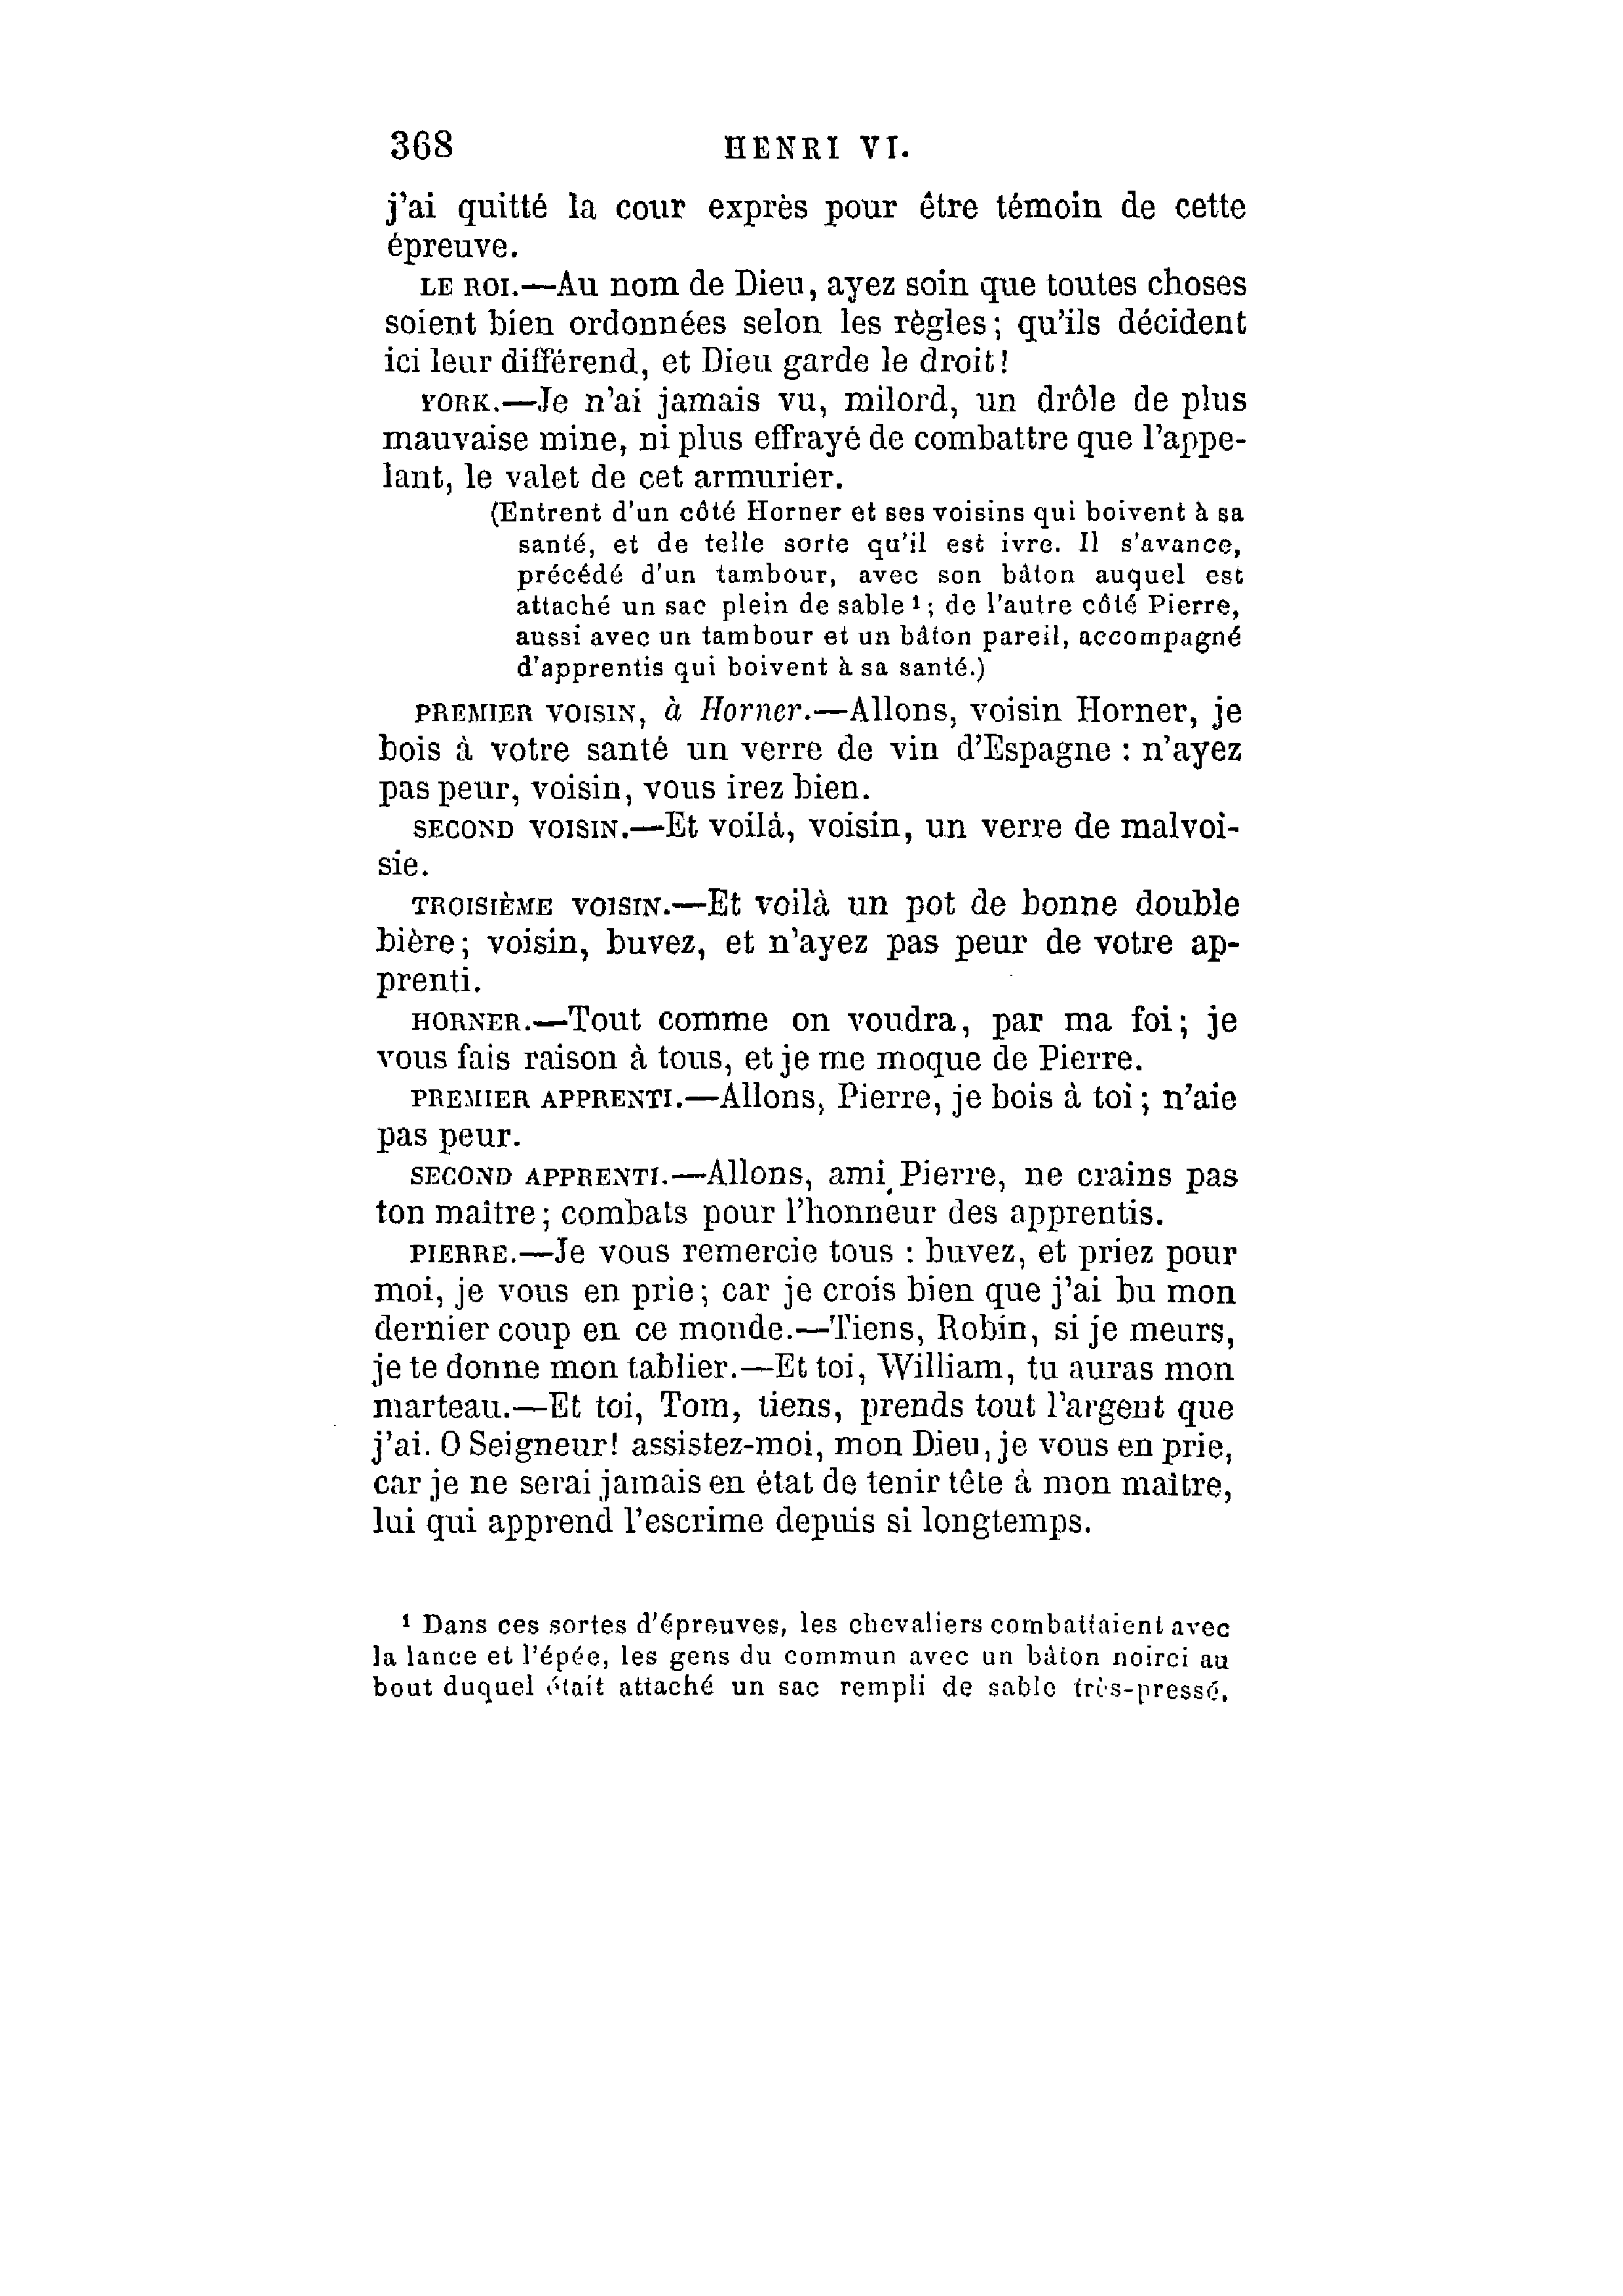 368 HENRI VI.
j'ai quitté la cour exprès pour être témoin de cette
épreuve.
LE ROI.—Au nom de Dieu, ayez soin que toutes choses
soient bien ordonnées selon les règles; qu'ils décident
ici leur différend, et Dieu garde le droit!
YORK.—Je n'ai jamais vu, milord, un drôle de plus
mauvaise mine, ni plus effrayé de combattre que l'appe-
lant, le valet de cet armurier.
(Entrent d'un côté Horner et ses voisins qui boivent à sa
santé, et de telle sorte qu'il est ivre. Il s'avance,
précédé d'un tambour, avec son bâton auquel est
attaché un sac plein de sable ¹; de l'autre côté Pierre,
aussi avec un tambour et un bâton pareil, accompagné
d'apprentis qui boivent à sa santé.)
PREMIER VOISIN, à Horner.—Allons, voisin Horner, je
bois à votre santé un verre de vin d'Espagne : n'ayez
pas peur, voisin, vous irez bien.
SECOND VOISIN.—Et voilà, voisin, un verre de malvoi-
sie.
TROISIÈME VOISIN.—Et voilà un pot de bonne double
bière; voisin, buvez, et n'ayez pas peur de votre ap-
prenti.
HORNER.—Tout comme on voudra, par ma foi; je
vous fais raison à tous, et je me moque de Pierre.
PREMIER APPRENTI.—Allons, Pierre, je bois à toi; n'aie
pas peur.
SECOND APPRENTI.—Allons, ami Pierre, ne crains pas
ton maître; combats pour l'honneur des apprentis.
PIERRE.—Je vous remercie tous : buvez, et priez pour
moi, je vous en prie; car je crois bien que j'ai bu mon
dernier coup en ce monde.—Tiens, Robin, si je meurs,
je te donne mon tablier.—Et toi, William, tu auras mon
marteau.—Et toi, Tom, tiens, prends tout l'argent que
j'ai. O Seigneur! assistez-moi, mon Dieu, je vous en prie,
car je ne serai jamais en état de tenir tête à mon maître,
lui qui apprend l'escrime depuis si longtemps.
¹ Dans ces sortes d'épreuves, les chevaliers combattaient avec
la lance et l'épée, les gens du commun avec un bâton noirci au
bout duquel était attaché un sac rempli de sable très-pressé.